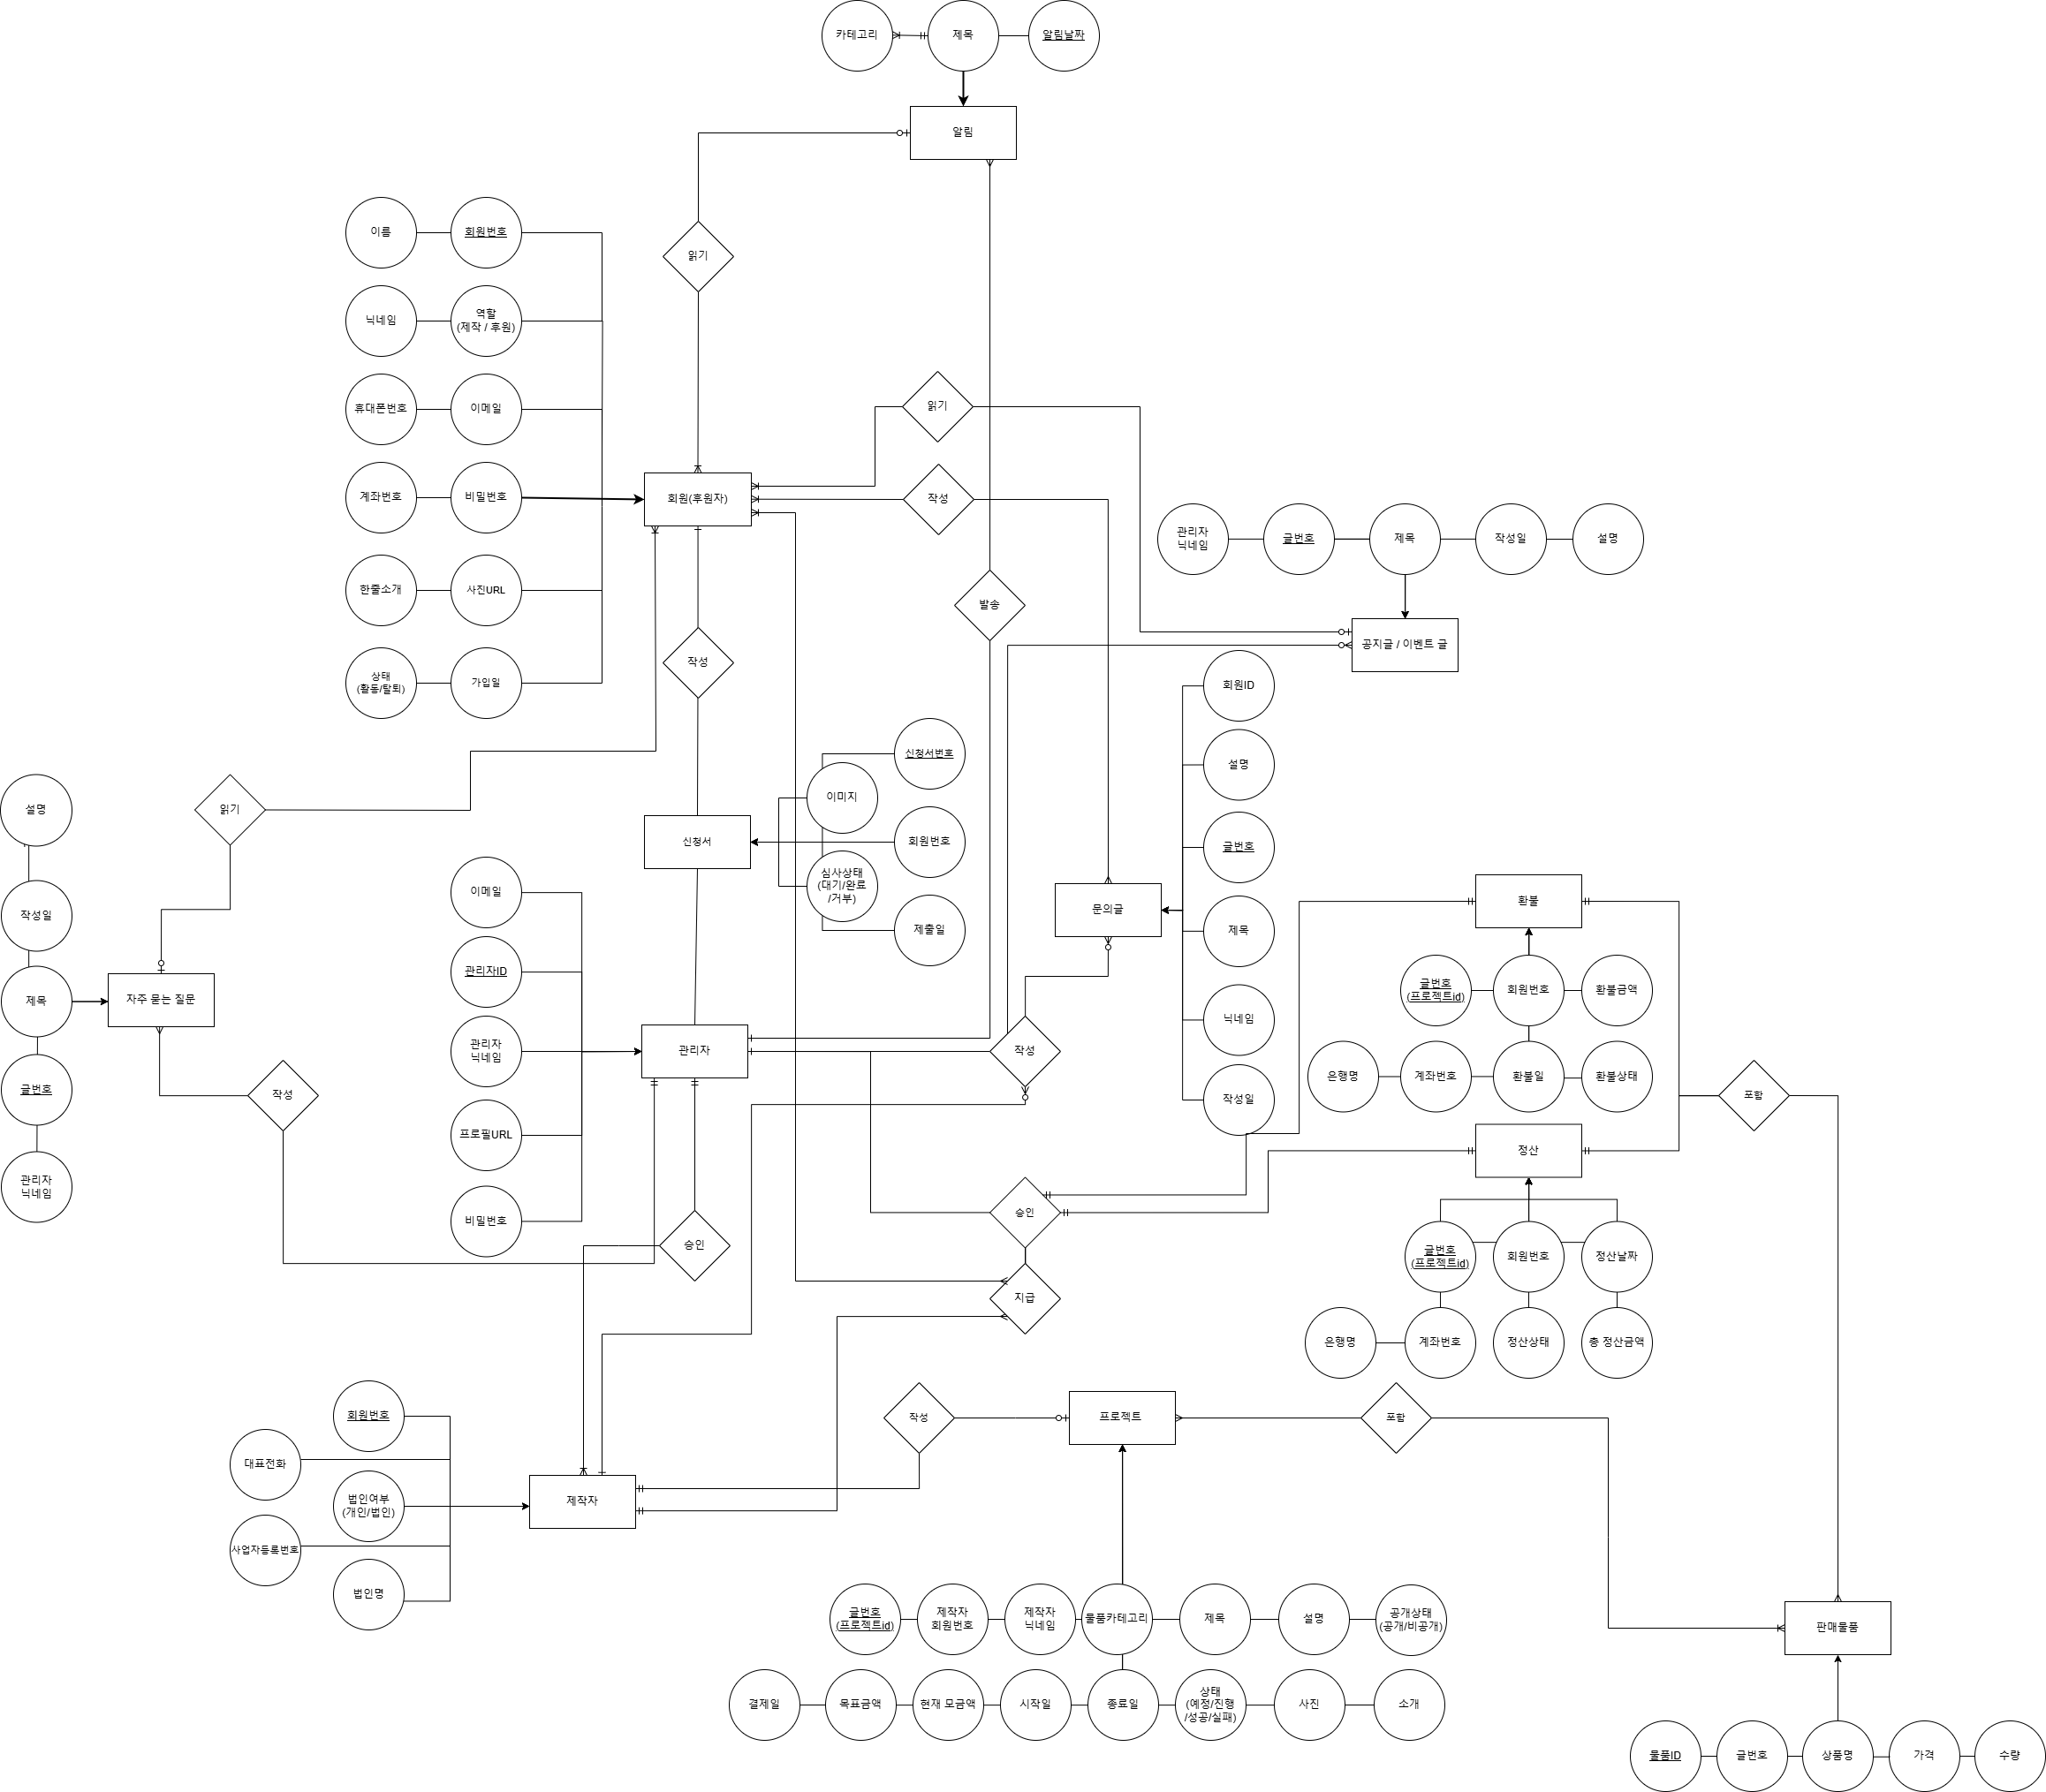 카테고리
제목
알림날짜
알림
이름
회원번호
읽기
닉네임
역할
(제작 / 후원)
휴대폰번호
이메일
읽기
계좌번호
비밀번호
회원(후원자)
작성
관리자
닉네임
글번호
제목
작성일
설명
한줄소개
사진URL
발송
공지글 / 이벤트 글
상태
(활동/탈퇴)
가입일
작성
회원ID
신청서번호
설명
이미지
설명
읽기
신청서
회원번호
글번호
심사상태
(대기/완료
/거부)
이메일
작성일
제출일
문의글
제목
환불
관리자ID
제목
자주 묻는 질문
글번호
(프로젝트id)
회원번호
환불금액
닉네임
관리자
닉네임
관리자
작성
글번호
작성
은행명
계좌번호
환불일
환불상태
포함
작성일
프로필URL
정산
관리자
닉네임
비밀번호
승인
승인
글번호
(프로젝트id)
회원번호
정산날짜
지급
은행명
계좌번호
정산상태
총 정산금액
회원번호
작성
프로젝트
포함
대표전화
법인여부
(개인/법인)
제작자
사업자등록번호
법인명
글번호
(프로젝트id)
제작자
회원번호
제작자
닉네임
물품카테고리
제목
설명
공개상태
(공개/비공개)
판매물품
결제일
목표금액
현재 모금액
시작일
종료일
상태
(예정/진행
/성공/실패)
사진
소개
물품ID
글번호
상품명
가격
수량